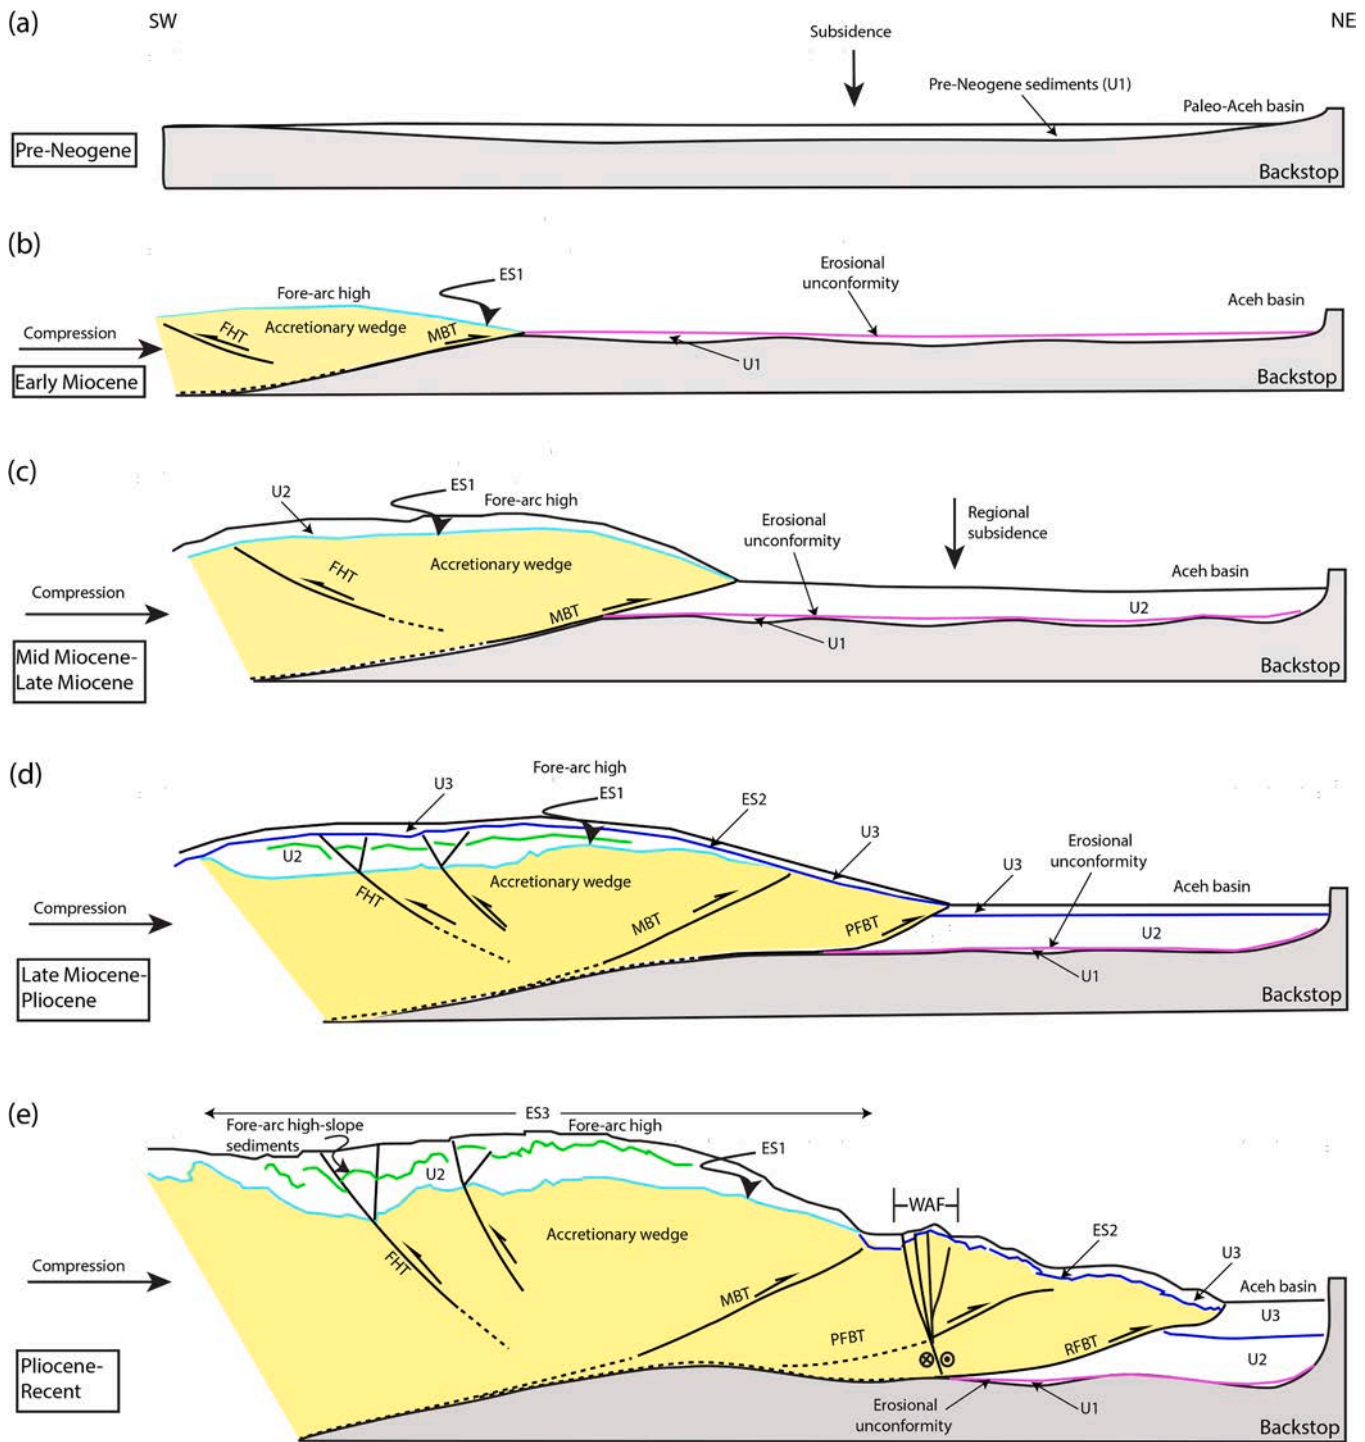 (a)
SW
NE
Subsidence
Pre-Neogene sediments (U1)
Paleo-Aceh basin
Pre-Neogene
Backstop
(b)
ES1
Erosional
unconformity
Fore-arc high
Aceh basin
Compression
FHT
Accretionary wedge
MBT
U1
Early Miocene
Backstop
(c)
U2
ES1
Fore-arc high
Erosional
unconformity
Regional
subsidence
Accretionary wedge
Aceh basin
FHT
Compression
MBT
U2
U1
Mid Miocene-
Late Miocene
Backstop
(d)
Fore-arc high
U3
ES1
ES2
U3
Erosional
unconformity
U3
U2
Accretionary wedge
Aceh basin
FHT
Compression
MBT
PFBT
U2
U1
Late Miocene-
Pliocene
Backstop
(e)
ES3
Fore-arc high-slope
sediments
Fore-arc high
ES1
U2
WAF
Accretionary wedge
ES2
U3
FHT
Compression
Aceh basin
MBT
U3
PFBT
RFBT
U2
Pliocene-
Recent
Erosional
unconformity
U1
Backstop